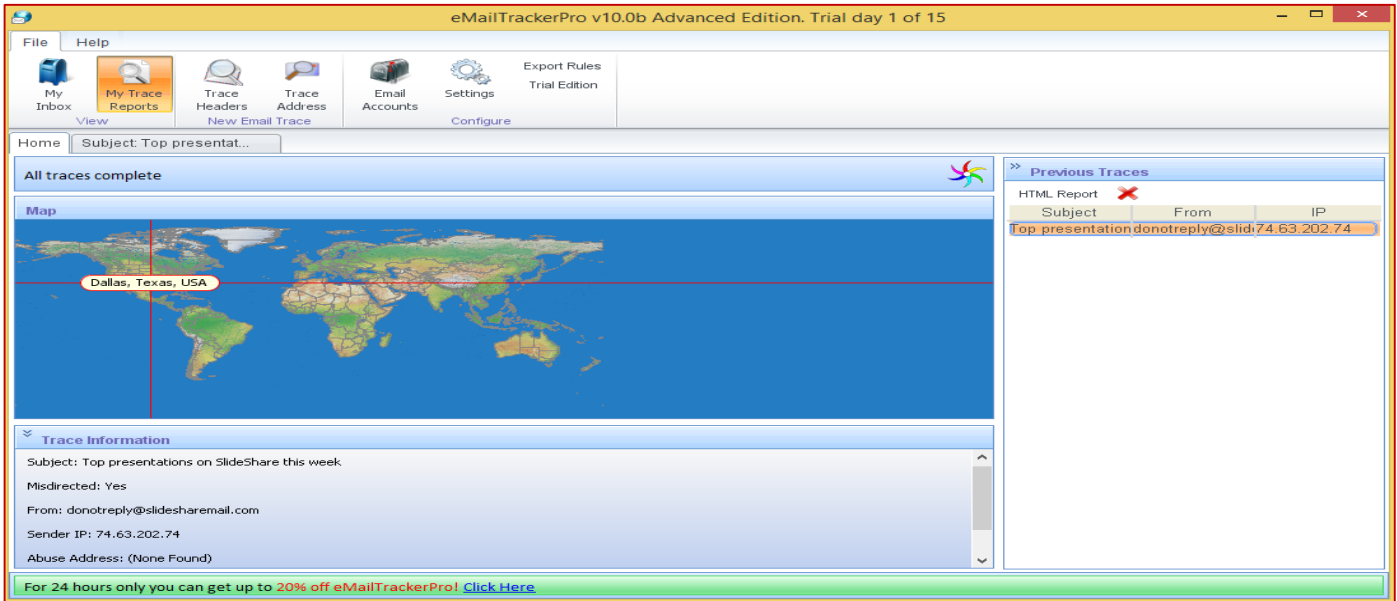 eMailTrackerPro v10.0b Advanced Edition. Trial day 1 of 15
File Help
My Inbox
My Trace Reports
Trace Headers
Trace Address
Email Accounts
Settings
Export Rules
Trial Edition
View
New Email Trace
Configure
Home
Subject: Top presentat...
All traces complete
Map
Dallas, Texas, USA
Trace Information
Subject: Top presentations on SlideShare this week
Misdirected: Yes
From: donotreply@slidesharemail.com
Sender IP: 74.63.202.74
Abuse Address: (None Found)
Previous Traces
HTML Report
Subject From IP
Top presentation donotreply@slid 74.63.202.74
For 24 hours only you can get up to 20% off eMailTrackerPro! Click Here